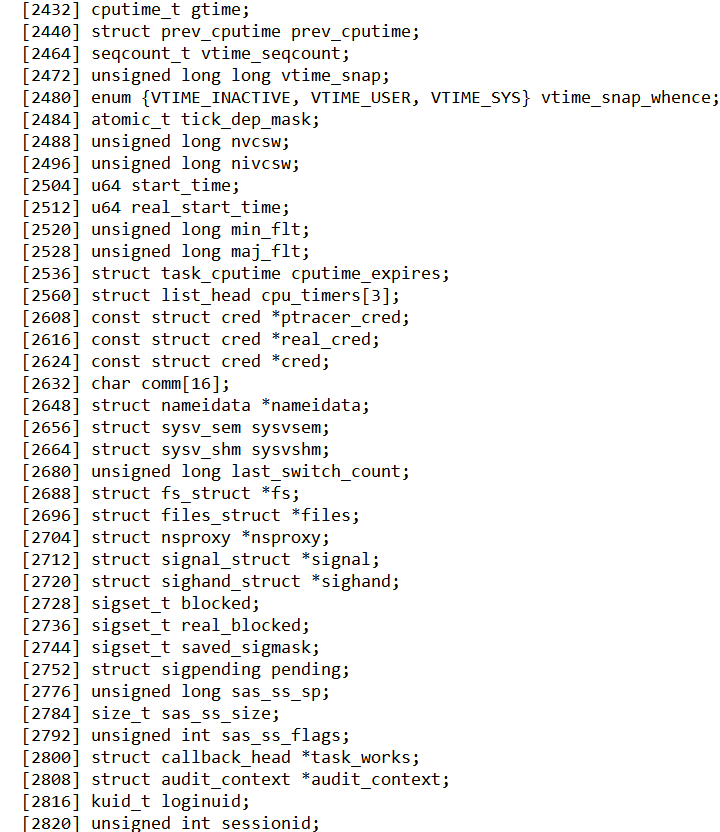 [2432] cputime_t gtime;
[2440] struct prev_cputime prev_cputime;
[2464] seqcount_t vtime_seqcount;
[2472] unsigned long long vtime_snap;
[2480] enum {VTIME_INACTIVE, VTIME_USER, VTIME_SYS} vtime_snap_whence;
[2484] atomic_t tick_dep_mask;
[2488] unsigned long nvcsw;
[2496] unsigned long nivcsw;
[2504] u64 start_time;
[2512] u64 real_start_time;
[2520] unsigned long min_flt;
[2528] unsigned long maj_flt;
[2536] struct task_cputime cputime_expires;
[2560] struct list_head cpu_timers[3];
[2608] const struct cred *ptracer_cred;
[2616] const struct cred *real_cred;
[2624] const struct cred *cred;
[2632] char comm[16];
[2648] struct nameidata *nameidata;
[2656] struct sysv_sem sysvsem;
[2664] struct sysv_shm sysvshm;
[2680] unsigned long last_switch_count;
[2688] struct fs_struct *fs;
[2696] struct files_struct *files;
[2704] struct nsproxy *nsproxy;
[2712] struct signal_struct *signal;
[2720] struct sighand_struct *sighand;
[2728] sigset_t blocked;
[2736] sigset_t real_blocked;
[2744] sigset_t saved_sigmask;
[2752] struct sigpending pending;
[2776] unsigned long sas_ss_sp;
[2784] size_t sas_ss_size;
[2792] unsigned int sas_ss_flags;
[2800] struct callback_head *task_works;
[2808] struct audit_context *audit_context;
[2816] kuid_t loginuid;
[2820] unsigned int sessionid;